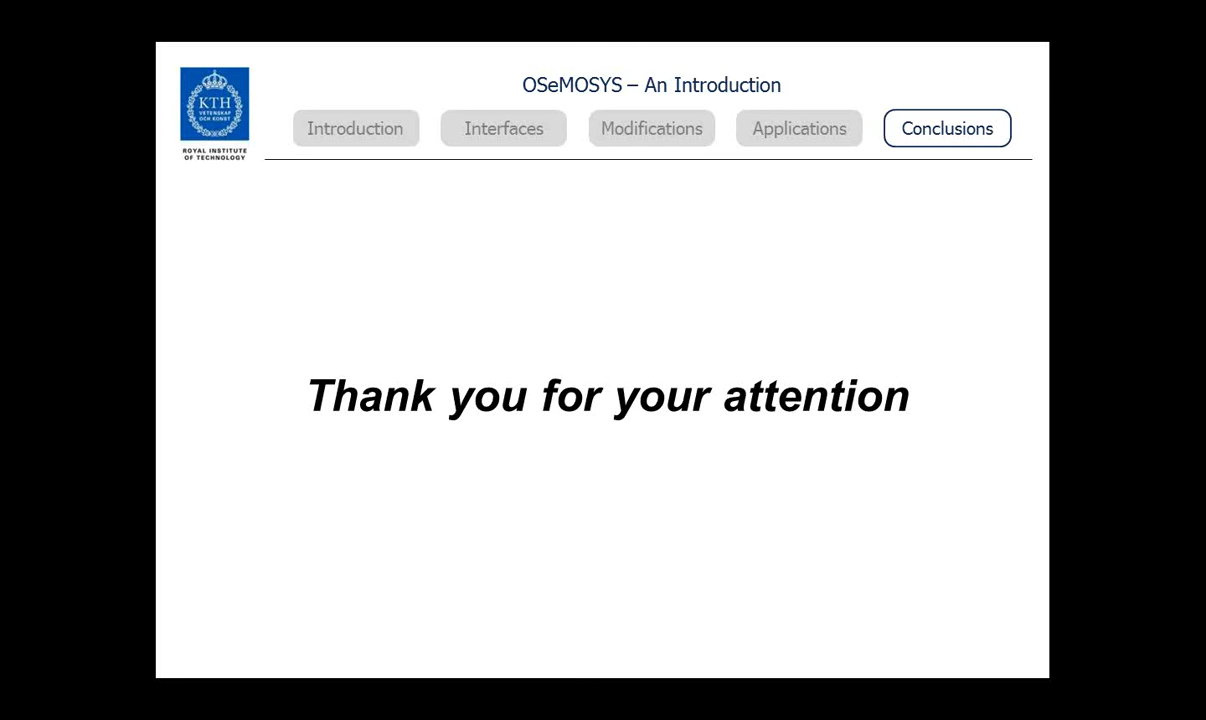 OSeMOSYS – An Introduction
KTH
VETENSKAP
OCH KONST
ROYAL INSTITUTE
OF TECHNOLOGY
Introduction
Interfaces
Modifications
Applications
Conclusions
Thank you for your attention